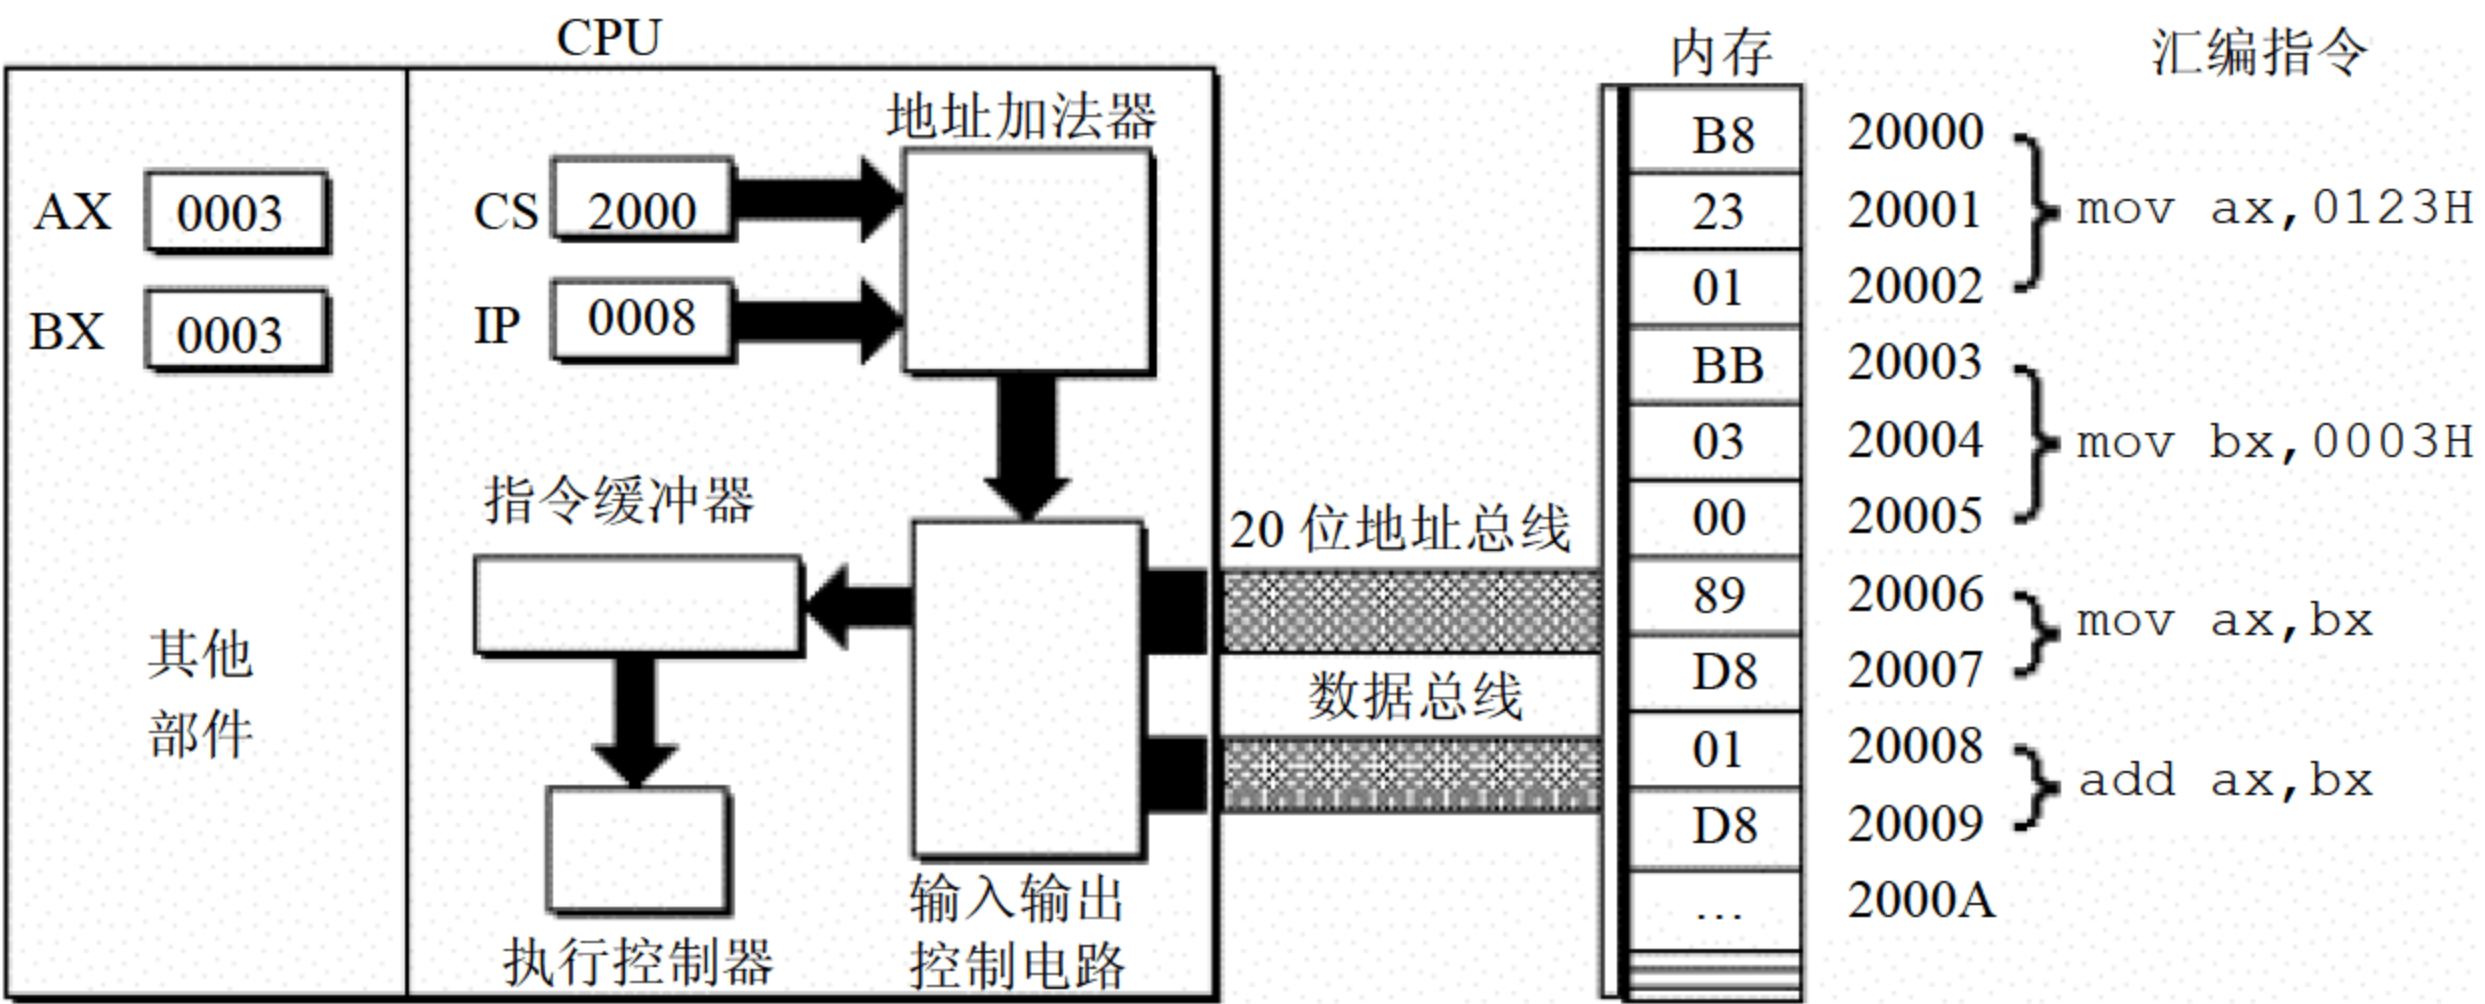 CPU
AX 0003
BX 0003
其他
部件
地址加法器
CS 2000
IP 0008
指令缓冲器
执行控制器
输入输出
控制电路
20 位地址总线
数据总线
内存
汇编指令
B8 20000
23 20001 mov ax,0123H
01 20002
BB 20003
03 20004 mov bx,0003H
00 20005
89 20006
mov ax,bx
D8 20007
01 20008
add ax,bx
D8 20009
… 2000A